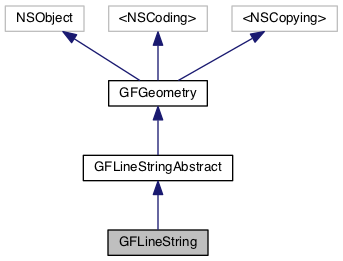 NSObject
<NSCoding>
<NSCopying>
GFGeometry
GFLineStringAbstract
GFLineString